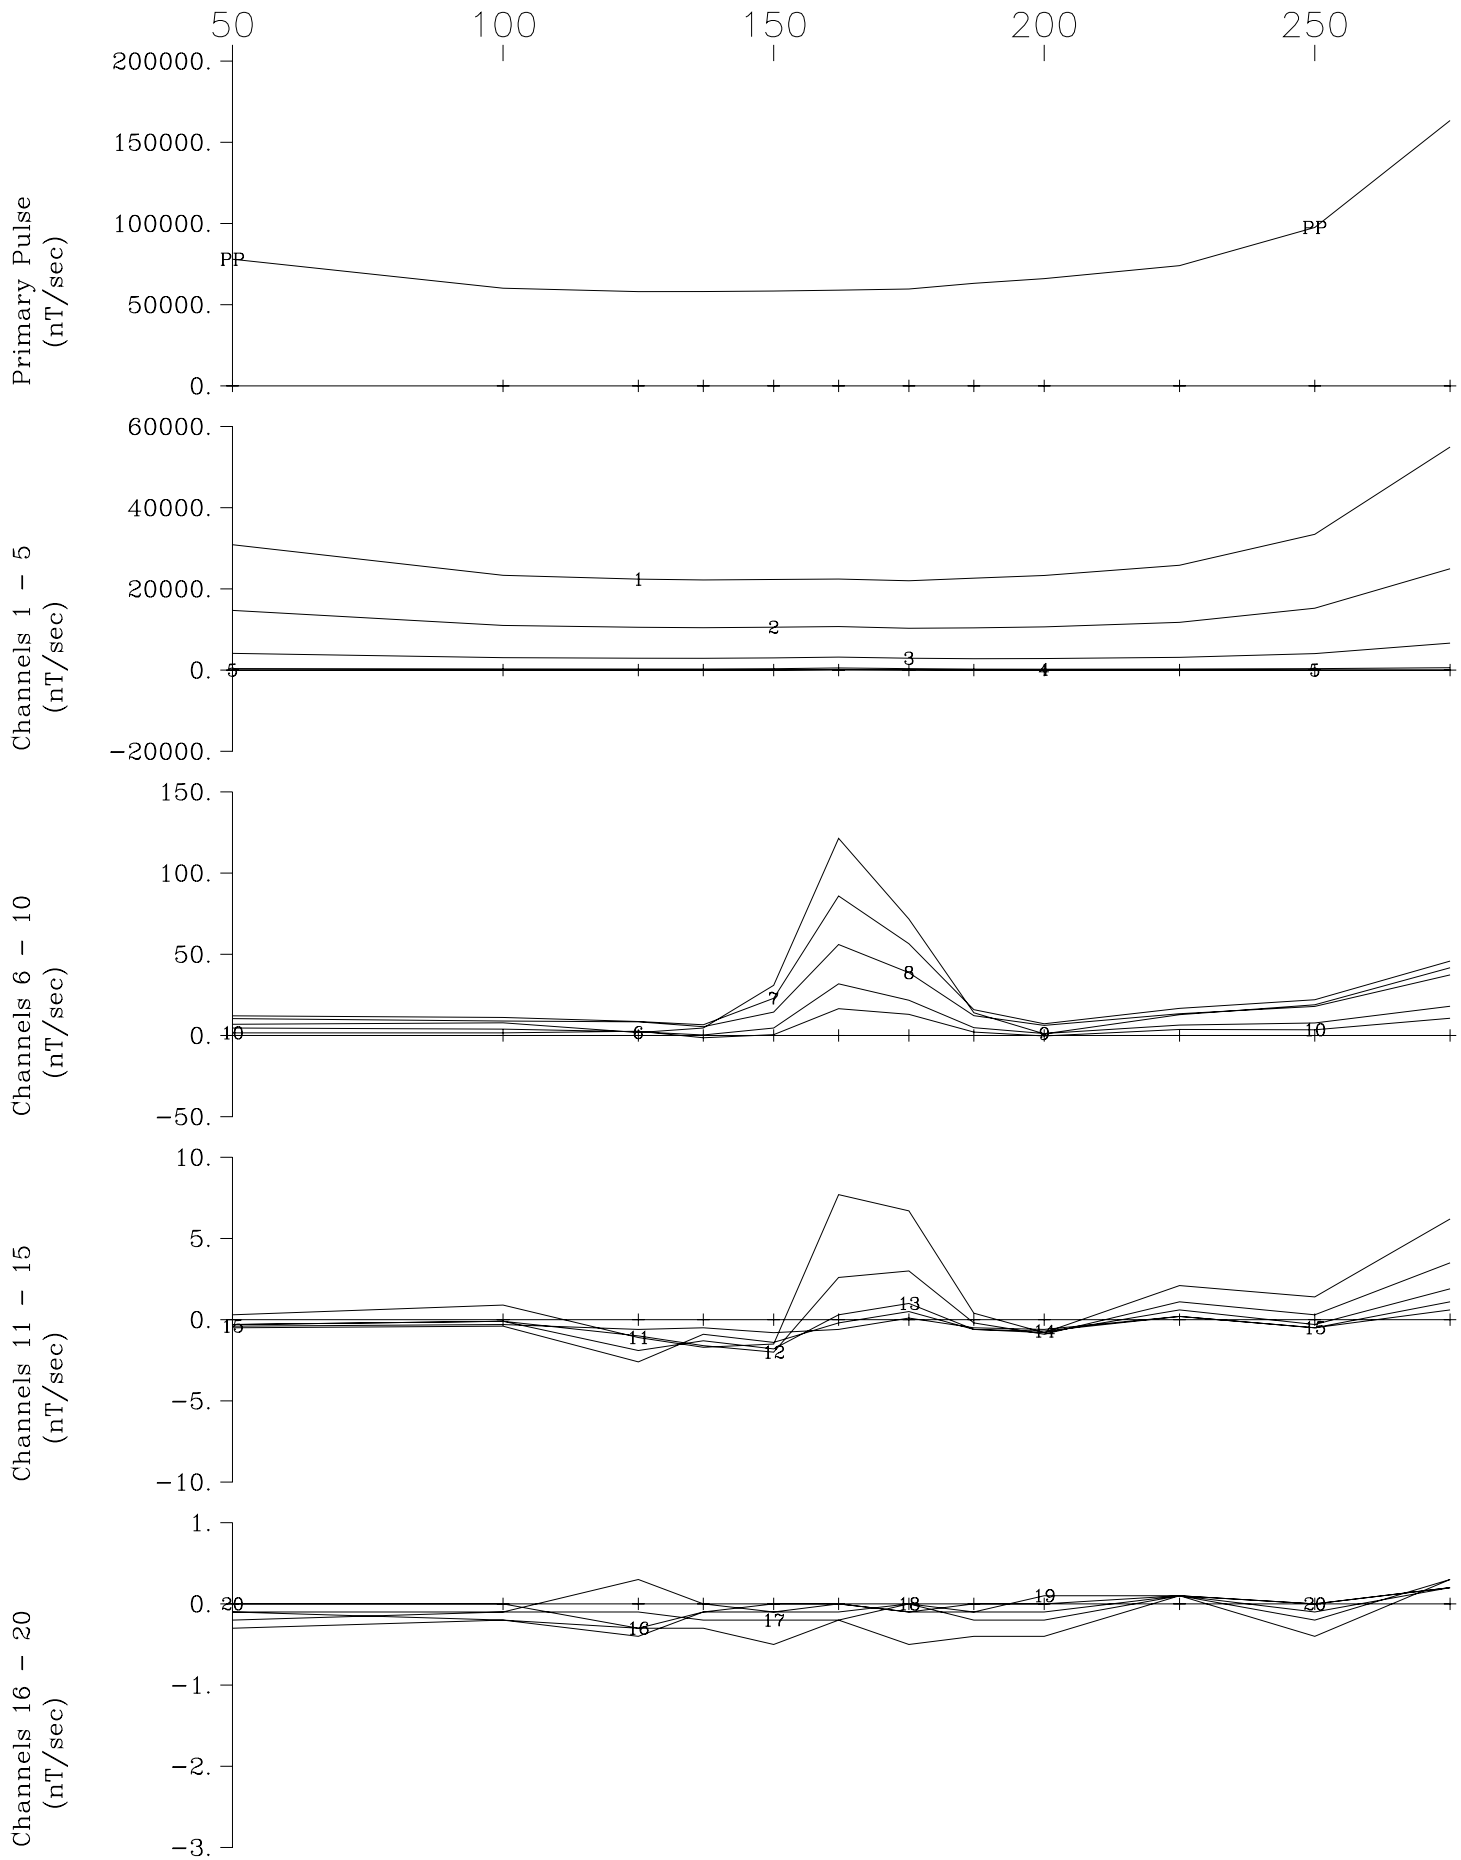 50 100 150 200 250
200000.
150000.
100000.
50000.
0.
Primary Pulse
(nT/sec)
PP PP
60000.
40000.
20000.
0.
-20000.
Channels 1 - 5
(nT/sec)
1
2
3
5 4 5
150.
100.
50.
0.
-50.
Channels 6 - 10
(nT/sec)
8
7
10 6 9 10
10.
5.
0.
-5.
-10.
Channels 11 - 15
(nT/sec)
13
15 11 14 15
12
1.
0.
-1.
-2.
-3.
Channels 16 - 20
(nT/sec)
19
20 18 20
16 17